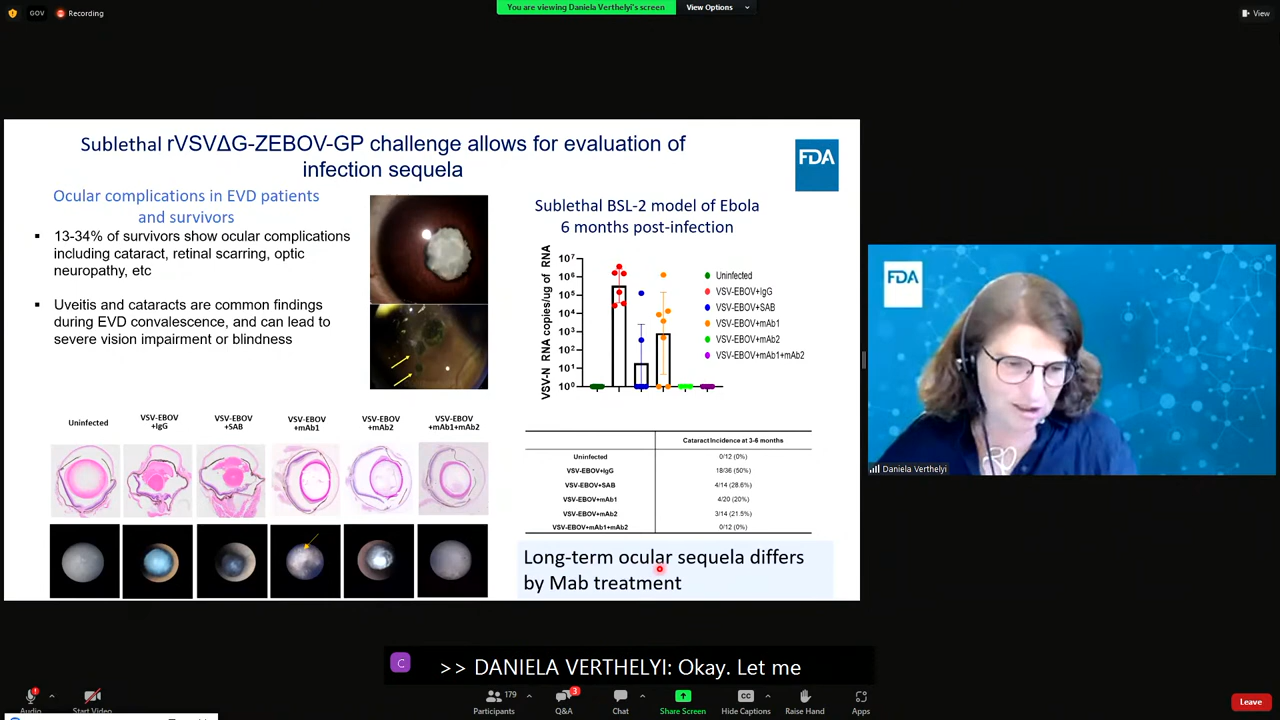 GOV
Recording
You are viewing Daniela Verthelyi's screen
View Options
View
Sublethal rVSVΔG-ZEBOV-GP challenge allows for evaluation of
infection sequela
FDA
Ocular complications in EVD patients
and survivors
▪ 13-34% of survivors show ocular complications
including cataract, retinal scarring, optic
neuropathy, etc
▪ Uveitis and cataracts are common findings
during EVD convalescence, and can lead to
severe vision impairment or blindness
Uninfected
VSV-EBOV
+IgG
VSV-EBOV
+SAB
VSV-EBOV
+mAb1
VSV-EBOV
+mAb2
VSV-EBOV
+mAb1+mAb2
Sublethal BSL-2 model of Ebola
6 months post-infection
VSV-N RNA copies/ug of RNA
10⁷
10⁶
10⁵
10⁴
10³
10²
10¹
10⁰
Uninfected
VSV-EBOV+IgG
VSV-EBOV+SAB
VSV-EBOV+mAb1
VSV-EBOV+mAb2
VSV-EBOV+mAb1+mAb2
Cataract Incidence at 3-6 months
Uninfected 0/12 (0%)
VSV-EBOV+IgG 18/36 (50%)
VSV-EBOV+SAB 4/14 (28.6%)
VSV-EBOV+mAb1 4/20 (20%)
VSV-EBOV+mAb2 3/14 (21.5%)
VSV-EBOV+mAb1+mAb2 0/12 (0%)
Long-term ocular sequela differs
by Mab treatment
FDA
Daniela Verthelyi
C
>> DANIELA VERTHELYI: Okay. Let me
Audio
Start Video
179
Participants
3
Q&A
Chat
Share Screen
CC
Hide Captions
Raise Hand
Apps
Leave